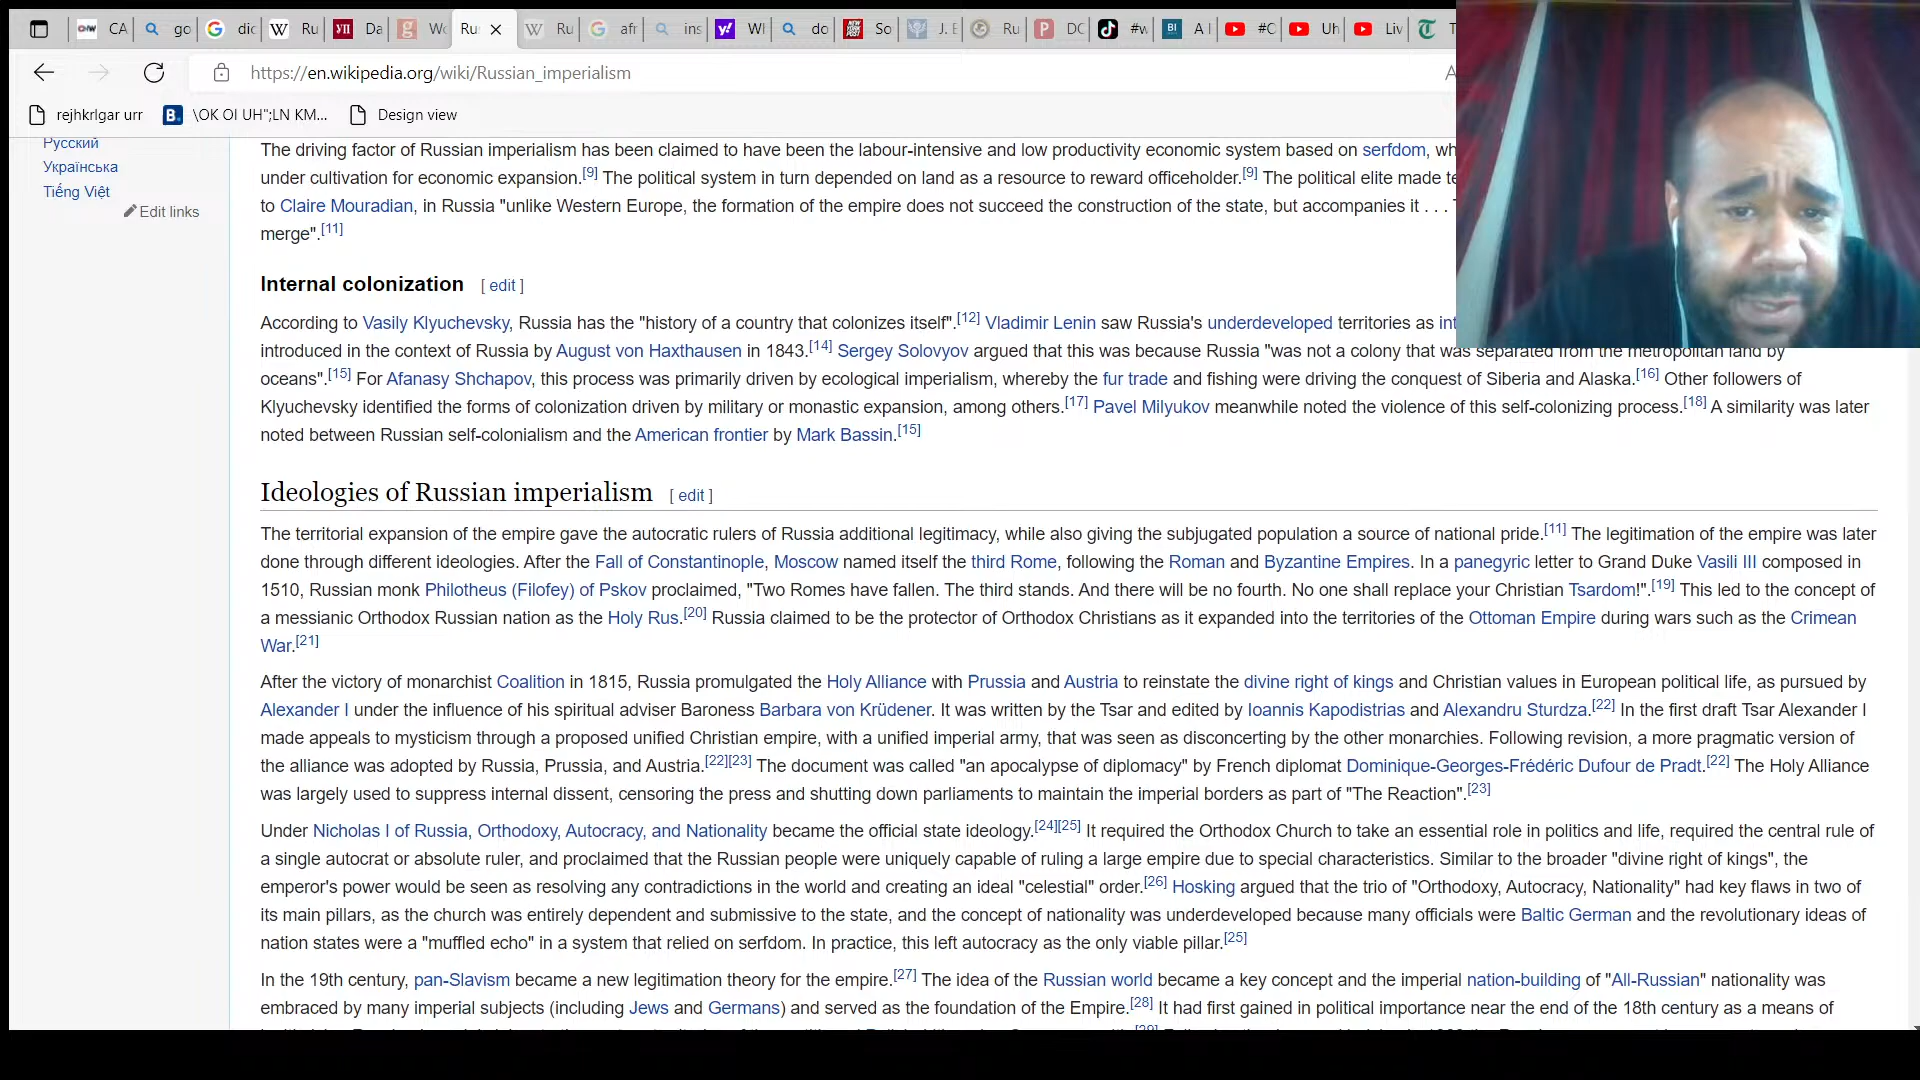 CA
go
dic
Ru
Da
Wo
Ru
Ru
afr
ins
Wl
do
So
J. E
Ru
DC
#w
A I
#C
Uh
Liv
https://en.wikipedia.org/wiki/Russian_imperialism
rejhkrlgar urr
\OK OI UH";LN KM...
Design view
Русский
Українська
Tiếng Việt
Edit links
The driving factor of Russian imperialism has been claimed to have been the labour-intensive and low productivity economic system based on serfdom, wh
under cultivation for economic expansion.[9] The political system in turn depended on land as a resource to reward officeholder.[9] The political elite made te
to Claire Mouradian, in Russia "unlike Western Europe, the formation of the empire does not succeed the construction of the state, but accompanies it . . .
merge".[11]
Internal colonization [ edit ]
According to Vasily Klyuchevsky, Russia has the "history of a country that colonizes itself".[12] Vladimir Lenin saw Russia's underdeveloped territories as int
introduced in the context of Russia by August von Haxthausen in 1843.[14] Sergey Solovyov argued that this was because Russia "was not a colony that was separated from the metropolitan land by
oceans".[15] For Afanasy Shchapov, this process was primarily driven by ecological imperialism, whereby the fur trade and fishing were driving the conquest of Siberia and Alaska.[16] Other followers of
Klyuchevsky identified the forms of colonization driven by military or monastic expansion, among others.[17] Pavel Milyukov meanwhile noted the violence of this self-colonizing process.[18] A similarity was later
noted between Russian self-colonialism and the American frontier by Mark Bassin.[15]
Ideologies of Russian imperialism [ edit ]
The territorial expansion of the empire gave the autocratic rulers of Russia additional legitimacy, while also giving the subjugated population a source of national pride.[11] The legitimation of the empire was later
done through different ideologies. After the Fall of Constantinople, Moscow named itself the third Rome, following the Roman and Byzantine Empires. In a panegyric letter to Grand Duke Vasili III composed in
1510, Russian monk Philotheus (Filofey) of Pskov proclaimed, "Two Romes have fallen. The third stands. And there will be no fourth. No one shall replace your Christian Tsardom!".[19] This led to the concept of
a messianic Orthodox Russian nation as the Holy Rus.[20] Russia claimed to be the protector of Orthodox Christians as it expanded into the territories of the Ottoman Empire during wars such as the Crimean
War.[21]
After the victory of monarchist Coalition in 1815, Russia promulgated the Holy Alliance with Prussia and Austria to reinstate the divine right of kings and Christian values in European political life, as pursued by
Alexander I under the influence of his spiritual adviser Baroness Barbara von Krüdener. It was written by the Tsar and edited by Ioannis Kapodistrias and Alexandru Sturdza.[22] In the first draft Tsar Alexander I
made appeals to mysticism through a proposed unified Christian empire, with a unified imperial army, that was seen as disconcerting by the other monarchies. Following revision, a more pragmatic version of
the alliance was adopted by Russia, Prussia, and Austria.[22][23] The document was called "an apocalypse of diplomacy" by French diplomat Dominique-Georges-Frédéric Dufour de Pradt.[22] The Holy Alliance
was largely used to suppress internal dissent, censoring the press and shutting down parliaments to maintain the imperial borders as part of "The Reaction".[23]
Under Nicholas I of Russia, Orthodoxy, Autocracy, and Nationality became the official state ideology.[24][25] It required the Orthodox Church to take an essential role in politics and life, required the central rule of
a single autocrat or absolute ruler, and proclaimed that the Russian people were uniquely capable of ruling a large empire due to special characteristics. Similar to the broader "divine right of kings", the
emperor's power would be seen as resolving any contradictions in the world and creating an ideal "celestial" order.[26] Hosking argued that the trio of "Orthodoxy, Autocracy, Nationality" had key flaws in two of
its main pillars, as the church was entirely dependent and submissive to the state, and the concept of nationality was underdeveloped because many officials were Baltic German and the revolutionary ideas of
nation states were a "muffled echo" in a system that relied on serfdom. In practice, this left autocracy as the only viable pillar.[25]
In the 19th century, pan-Slavism became a new legitimation theory for the empire.[27] The idea of the Russian world became a key concept and the imperial nation-building of "All-Russian" nationality was
embraced by many imperial subjects (including Jews and Germans) and served as the foundation of the Empire.[28] It had first gained in political importance near the end of the 18th century as a means of